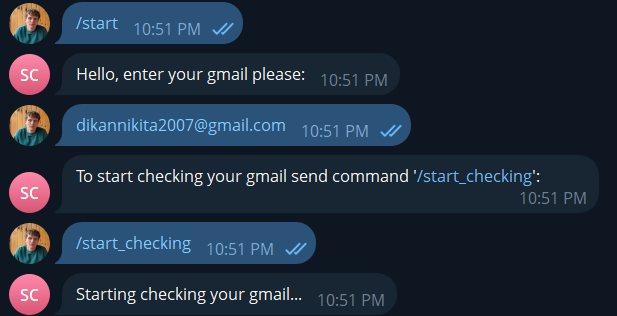 /start 10:51 PM
SC Hello, enter your gmail please: 10:51 PM
dikannikita2007@gmail.com 10:51 PM
To start checking your gmail send command '/start_checking':
SC 10:51 PM
/start_checking 10:51 PM
SC Starting checking your gmail... 10:51 PM